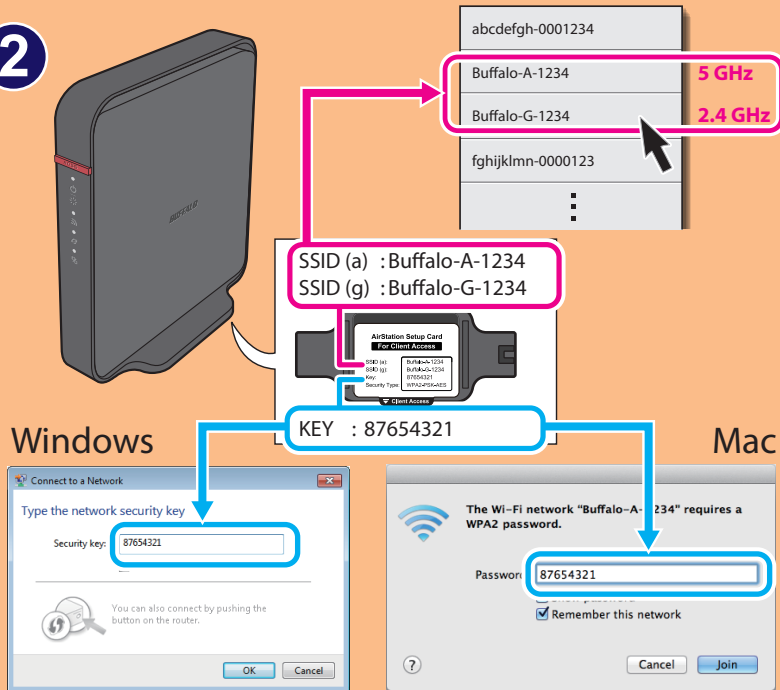 2
abcdefgh-0001234
Buffalo-A-1234
5 GHz
Buffalo-G-1234
2.4 GHz
fghijklmn-0000123
BUFFALO
SSID (a) : Buffalo-A-1234
SSID (g) : Buffalo-G-1234
AirStation Setup Card
For Client Access
SSID (a): Buffalo-A-1234
SSID (g): Buffalo-G-1234
Key: 87654321
Security Type: WPA2-PSK-AES
Client Access
KEY : 87654321
Windows
Connect to a Network
Type the network security key
Security key: 87654321
You can also connect by pushing the
button on the router.
OK Cancel
Mac
The Wi-Fi network "Buffalo-A-1234" requires a
WPA2 password.
Password 87654321
Remember this network
? Cancel Join